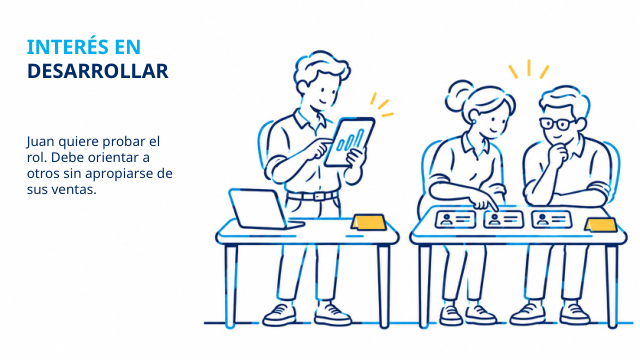 INTERÉS EN
DESARROLLAR
Juan quiere probar el
rol. Debe orientar a
otros sin apropiarse de
sus ventas.